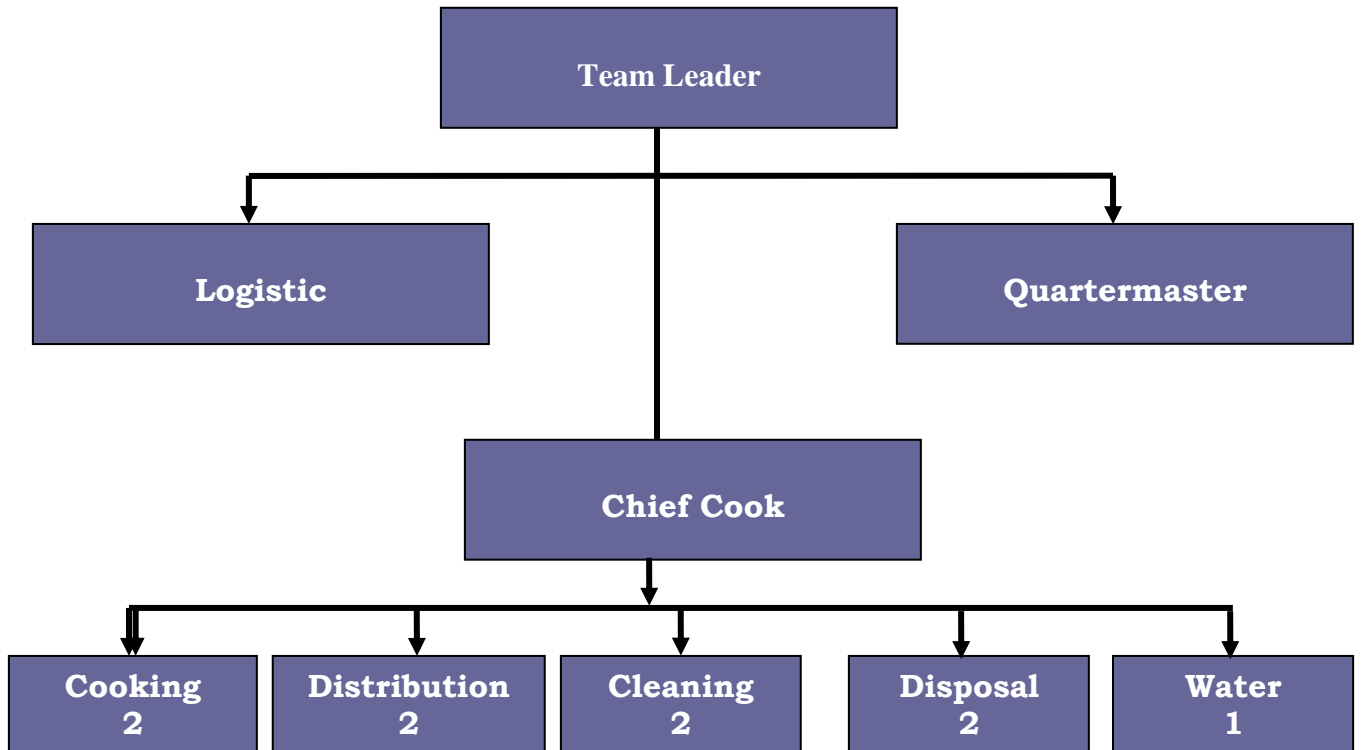 Team Leader
Logistic
Quartermaster
Chief Cook
Cooking
2
Distribution
2
Cleaning
2
Disposal
2
Water
1